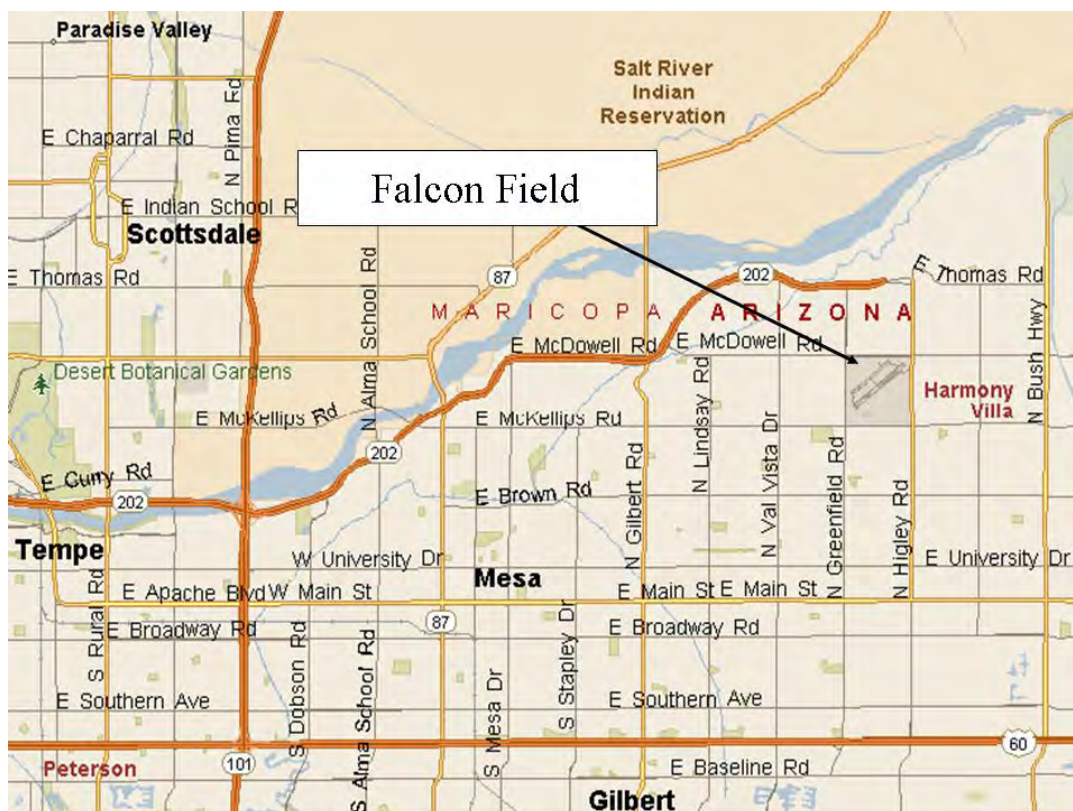 Paradise Valley
Salt River
Indian
Reservation
N Pima Rd
E Chaparral Rd
Falcon Field
E Indian School R
Scottsdale
E Thomas Rd
N Alma School Rd
87
202
E Thomas Rd
MARICOPA
ARIZONA
N Bush Hwy
E McDowell Rd
E McDowell Rd
Desert Botanical Gardens
Harmony
Villa
E McKellips Rd
E McKellips Rd
N Lindsay Rd
N Val Vista Dr
202
N Gilbert Rd
N Greenfield Rd
N Higley Rd
E Curry Rd
202
E Brown Rd
Tempe
W University Dr
E University Dr
Mesa
E Apache Blvd
W Main St
E Main St
E Main St
S Rural Rd
E Broadway Rd
87
E Broadway Rd
S Dobson Rd
S Alma School Rd
S Mesa Dr
S Stapley Dr
E Southern Ave
E Southern Ave
60
101
Peterson
E Baseline Rd
Gilbert